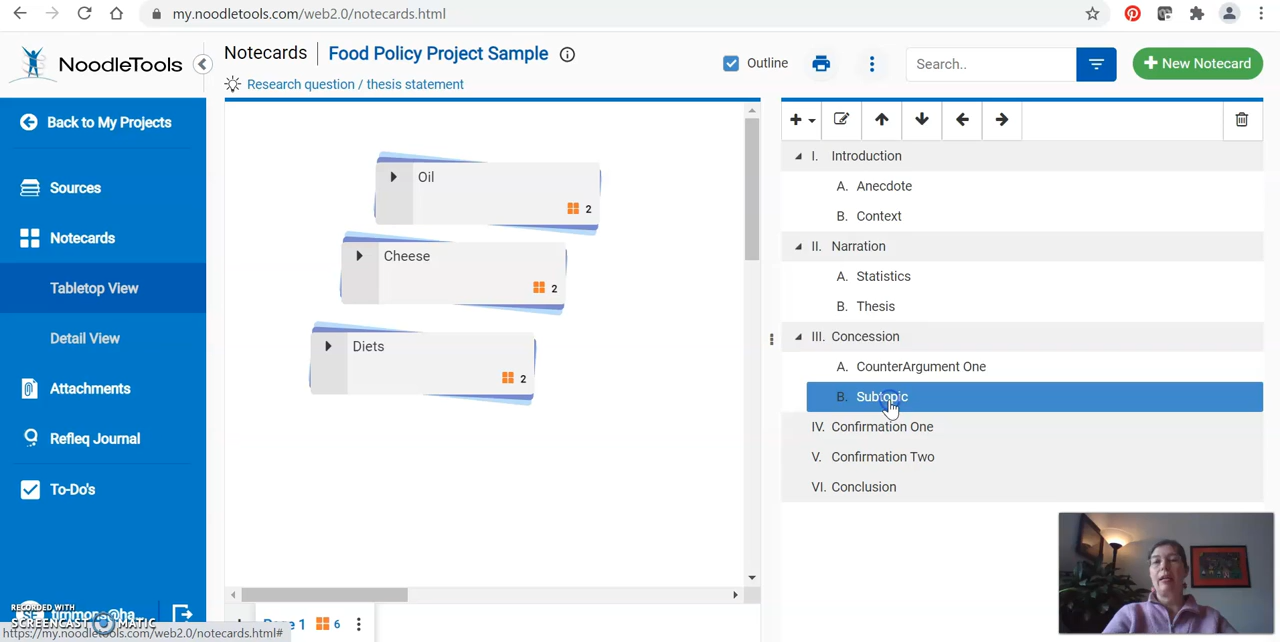 my.noodletools.com/web2.0/notecards.html
NoodleTools
Notecards
Food Policy Project Sample
Research question / thesis statement
Outline
Search..
New Notecard
Back to My Projects
Sources
Notecards
Tabletop View
Detail View
Attachments
Refleq Journal
To-Do's
Oil
2
Cheese
2
Diets
2
I. Introduction
A. Anecdote
B. Context
II. Narration
A. Statistics
B. Thesis
III. Concession
A. CounterArgument One
B. Subtopic
IV. Confirmation One
V. Confirmation Two
VI. Conclusion
1
6
RECORDED WITH
SCREENCAST MATIC
https://my.noodletools.com/web2.0/notecards.html#